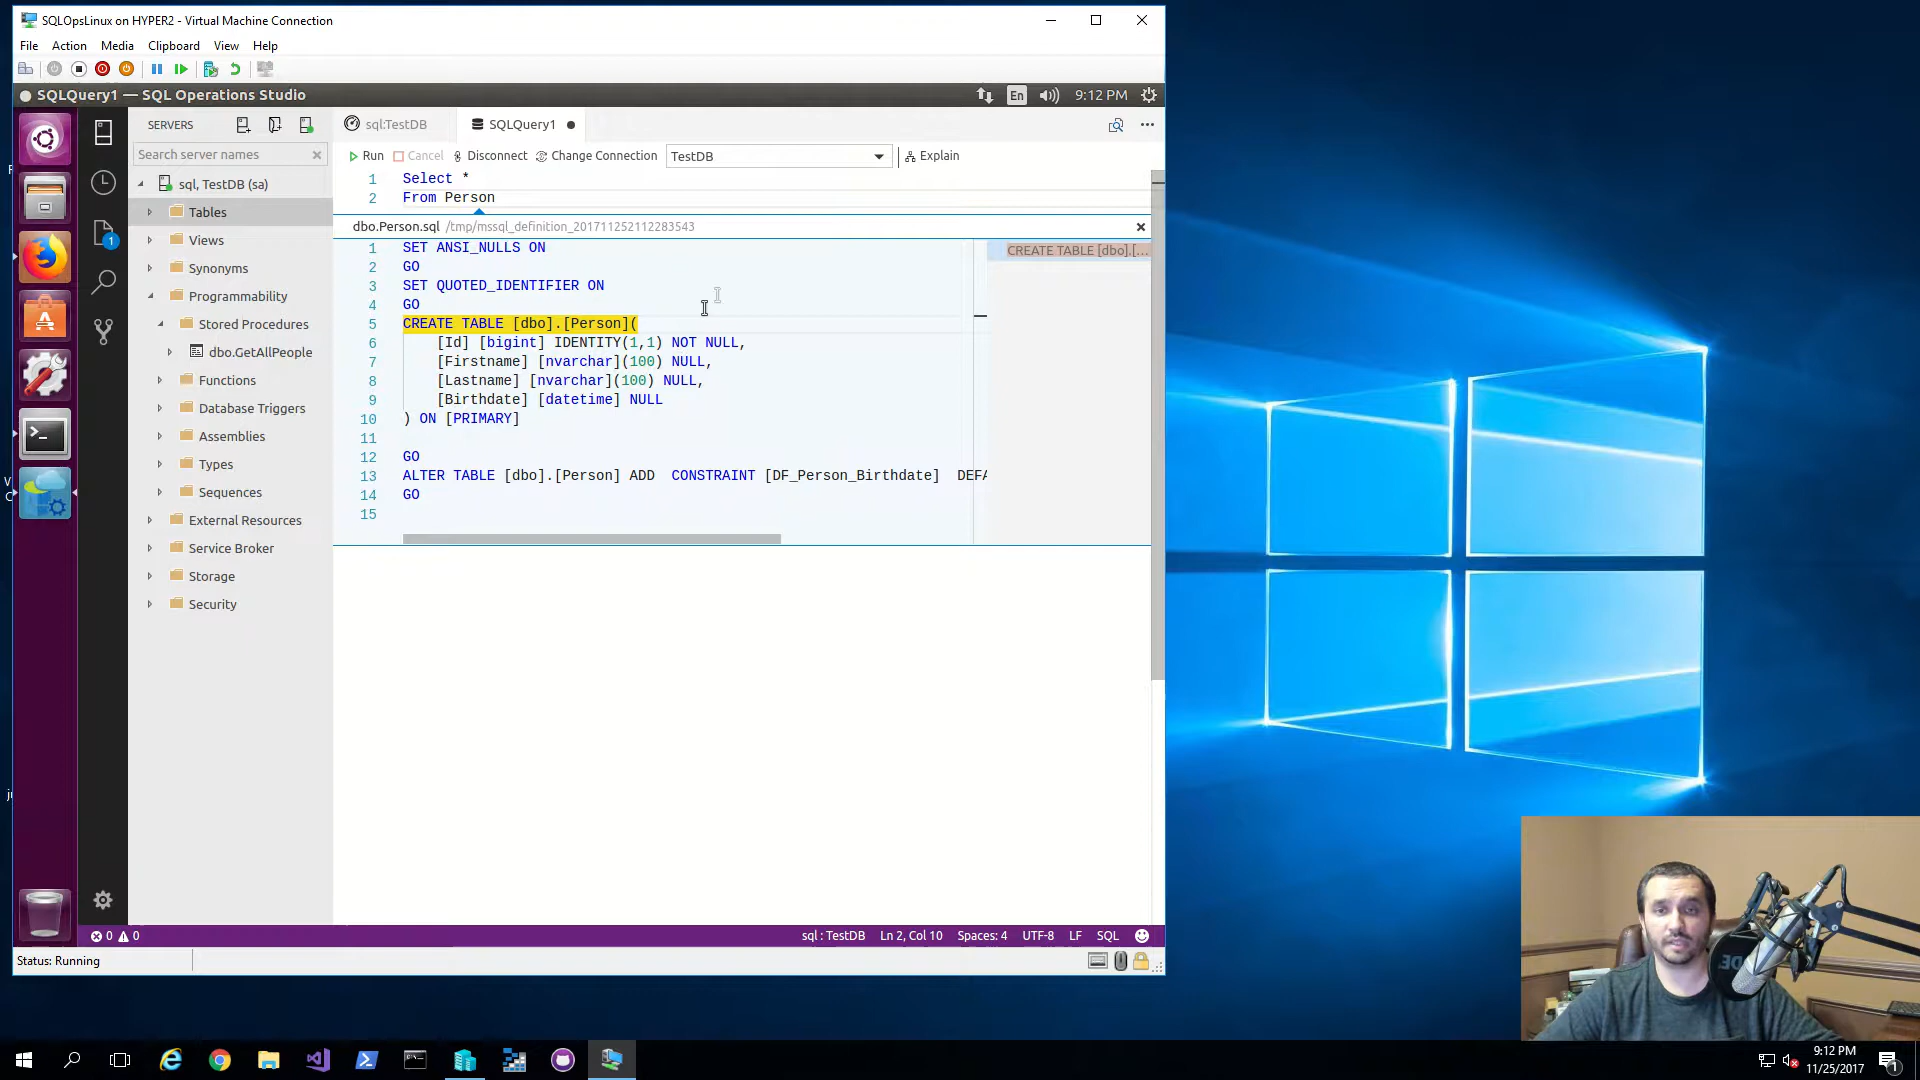 SQLOpsLinux on HYPER2 - Virtual Machine Connection
File Action Media Clipboard View Help
SQLQuery1 — SQL Operations Studio
En
9:12 PM
SERVERS
sql:TestDB
SQLQuery1
Search server names
Run Cancel Disconnect Change Connection TestDB Explain
sql, TestDB (sa)
Tables
Views
Synonyms
Programmability
Stored Procedures
dbo.GetAllPeople
Functions
Database Triggers
Assemblies
Types
Sequences
External Resources
Service Broker
Storage
Security
1
1 Select *
2 From Person
dbo.Person.sql /tmp/mssql_definition_201711252112283543
1 SET ANSI_NULLS ON
2 GO
3 SET QUOTED_IDENTIFIER ON
4 GO
5 CREATE TABLE [dbo].[Person](
6 [Id] [bigint] IDENTITY(1,1) NOT NULL,
7 [Firstname] [nvarchar](100) NULL,
8 [Lastname] [nvarchar](100) NULL,
9 [Birthdate] [datetime] NULL
10 ) ON [PRIMARY]
11
12 GO
13 ALTER TABLE [dbo].[Person] ADD CONSTRAINT [DF_Person_Birthdate] DEFA
14 GO
15
CREATE TABLE [dbo].[...
0 0
sql : TestDB Ln 2, Col 10 Spaces: 4 UTF-8 LF SQL
Status: Running
9:12 PM
11/25/2017
1